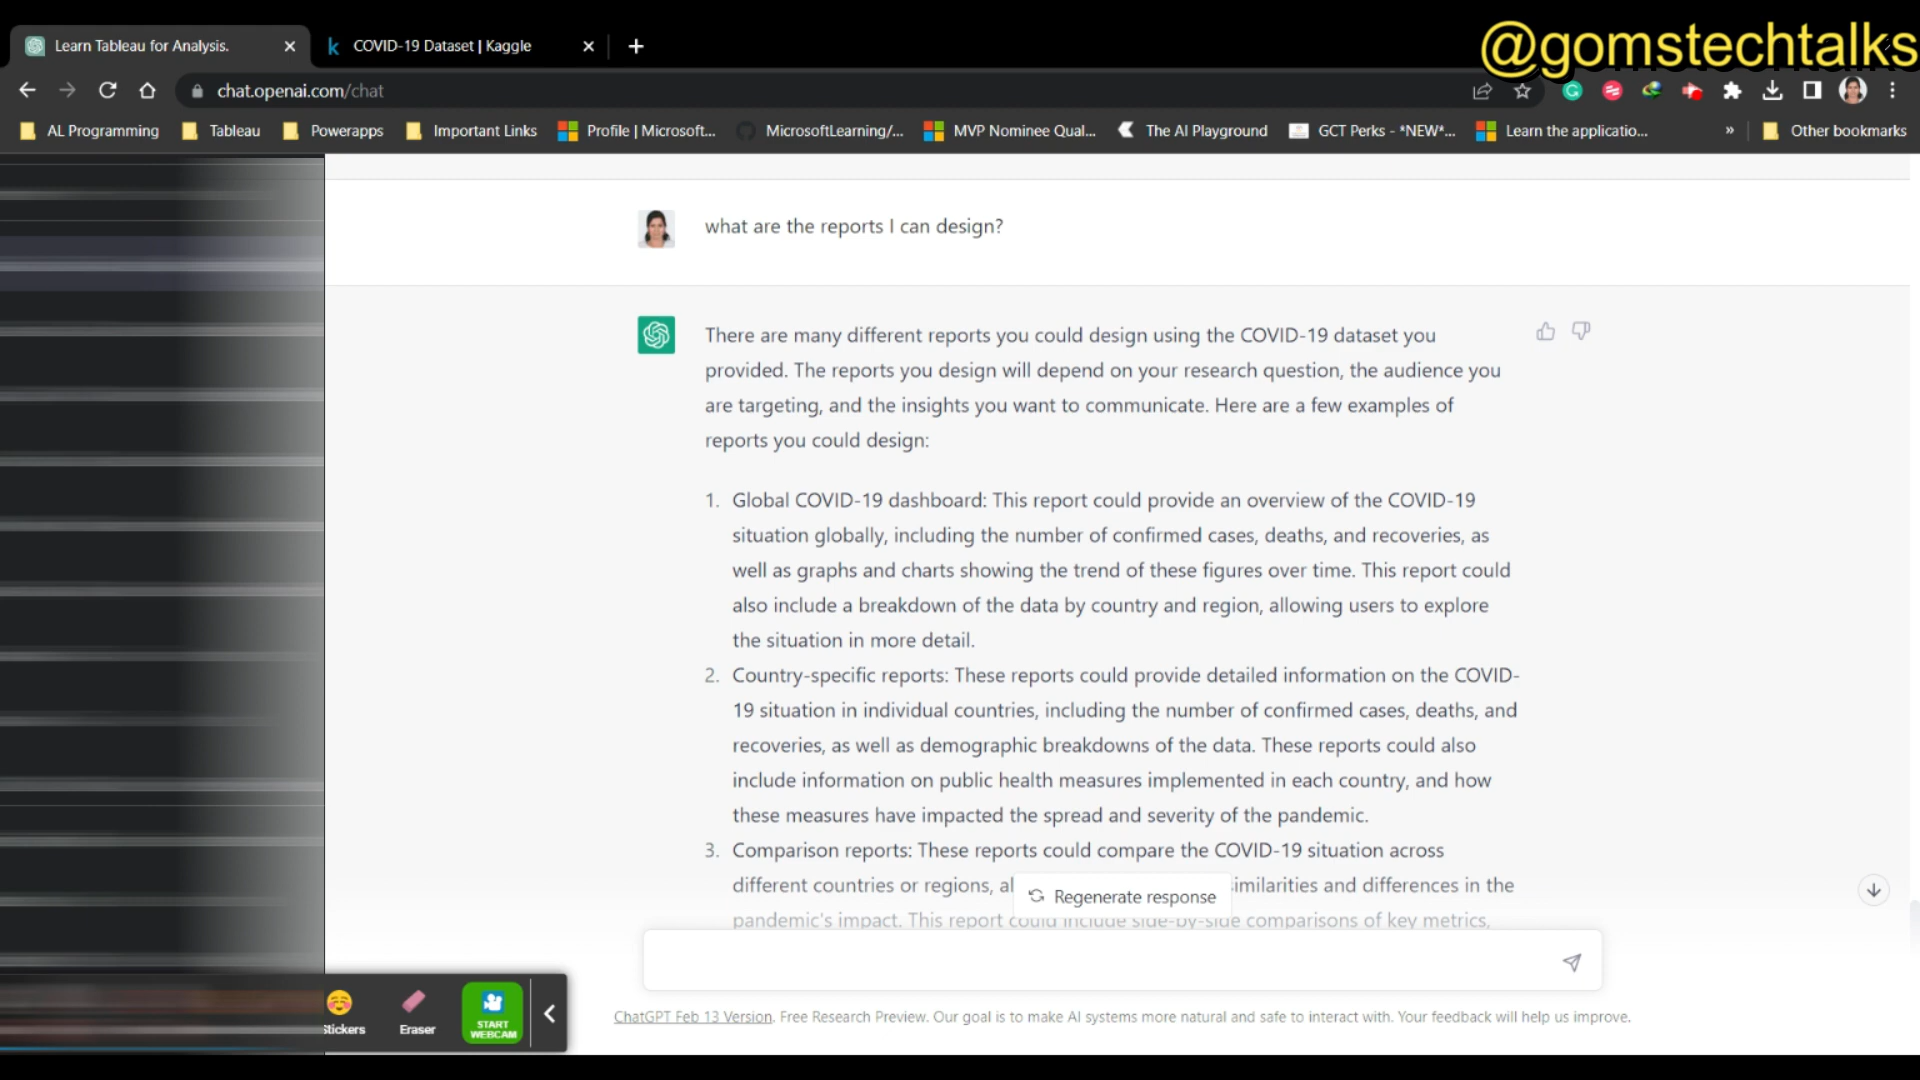 @gomstechtalks
Learn Tableau for Analysis.
COVID-19 Dataset | Kaggle
chat.openai.com/chat
AL Programming
Tableau
Powerapps
Important Links
Profile | Microsoft...
MicrosoftLearning/...
MVP Nominee Qual...
The AI Playground
GCT Perks - *NEW*...
Learn the applicatio...
»
Other bookmarks
what are the reports I can design?
There are many different reports you could design using the COVID-19 dataset you
provided. The reports you design will depend on your research question, the audience you
are targeting, and the insights you want to communicate. Here are a few examples of
reports you could design:
1. Global COVID-19 dashboard: This report could provide an overview of the COVID-19
situation globally, including the number of confirmed cases, deaths, and recoveries, as
well as graphs and charts showing the trend of these figures over time. This report could
also include a breakdown of the data by country and region, allowing users to explore
the situation in more detail.
2. Country-specific reports: These reports could provide detailed information on the COVID-
19 situation in individual countries, including the number of confirmed cases, deaths, and
recoveries, as well as demographic breakdowns of the data. These reports could also
include information on public health measures implemented in each country, and how
these measures have impacted the spread and severity of the pandemic.
3. Comparison reports: These reports could compare the COVID-19 situation across
different countries or regions, al
Regenerate response
imilarities and differences in the
pandemic's impact. This report could include side-by-side comparisons of key metrics,
Stickers
Eraser
START
WEBCAM
ChatGPT Feb 13 Version. Free Research Preview. Our goal is to make AI systems more natural and safe to interact with. Your feedback will help us improve.